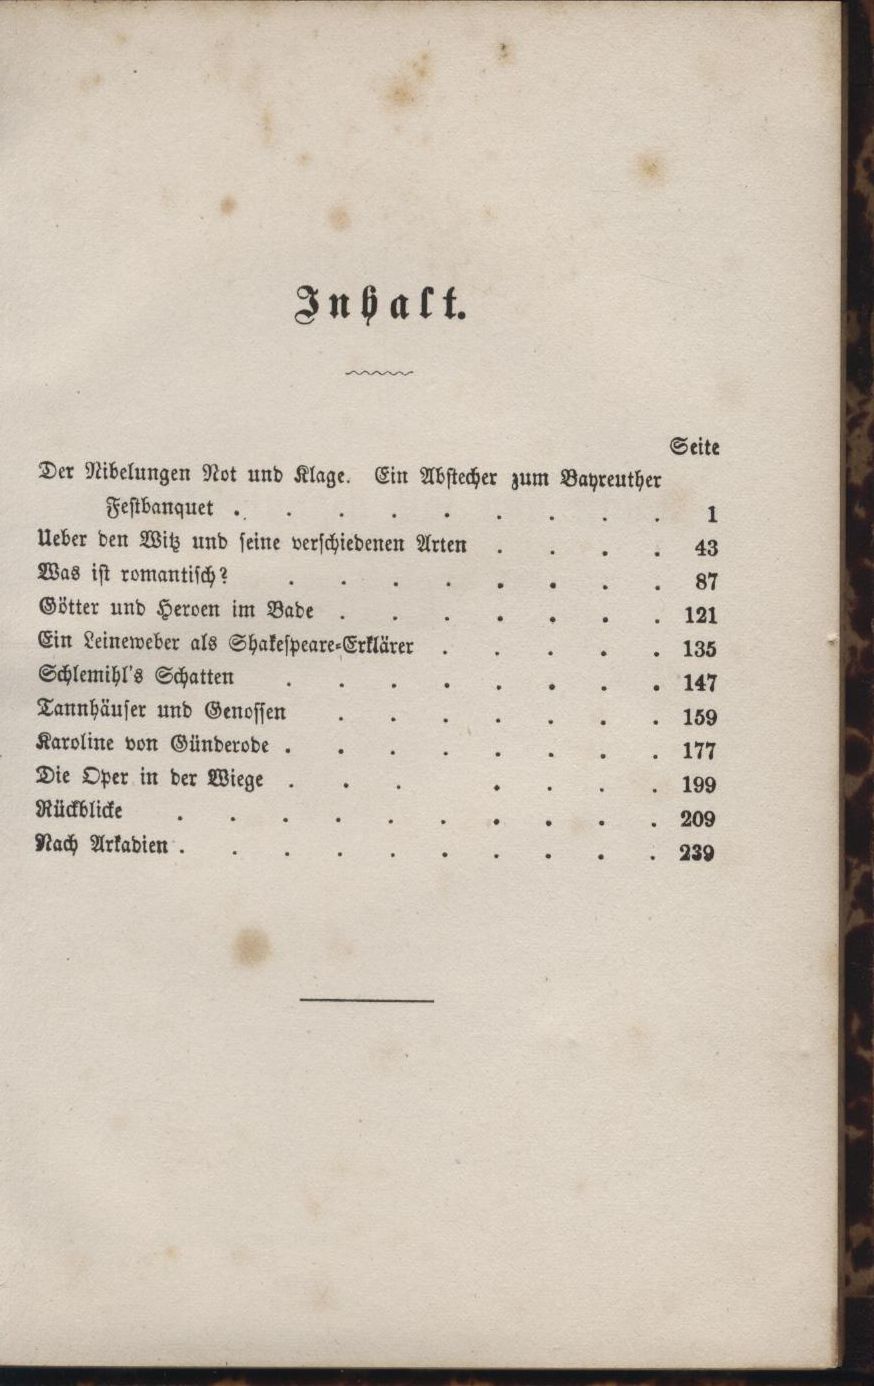 Inhalt.
Seite
Der Nibelungen Not und Klage. Ein Abstecher zum Bayreuther
Festbanquet . . . . . . . . . 1
Ueber den Witz und seine verschiedenen Arten . . . . 43
Was ist romantisch? . . . . . . . . 87
Götter und Heroen im Bade . . . . . . . 121
Ein Leineweber als Shakespeare-Erklärer . . . . . 135
Schlemihl's Schatten . . . . . . . . 147
Tannhäuser und Genossen . . . . . . . 159
Karoline von Günderode . . . . . . . . 177
Die Oper in der Wiege . . . . . . . 199
Rückblicke . . . . . . . . . . 209
Nach Arkadien . . . . . . . . . . 239